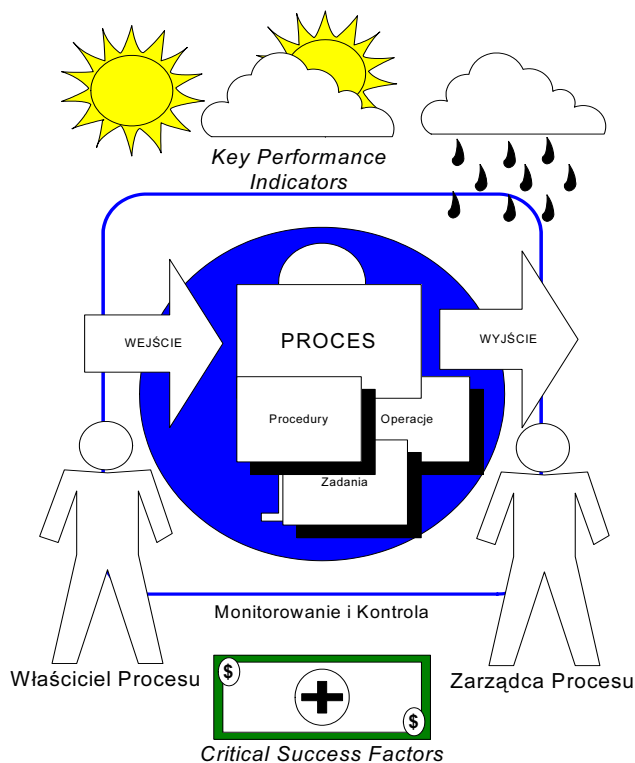 Key Performance
Indicators
WEJŚCIE
PROCES
WYJŚCIE
Procedury
Operacje
Zadania
Monitorowanie i Kontrola
Właściciel Procesu
Zarządca Procesu
$
$
Critical Success Factors